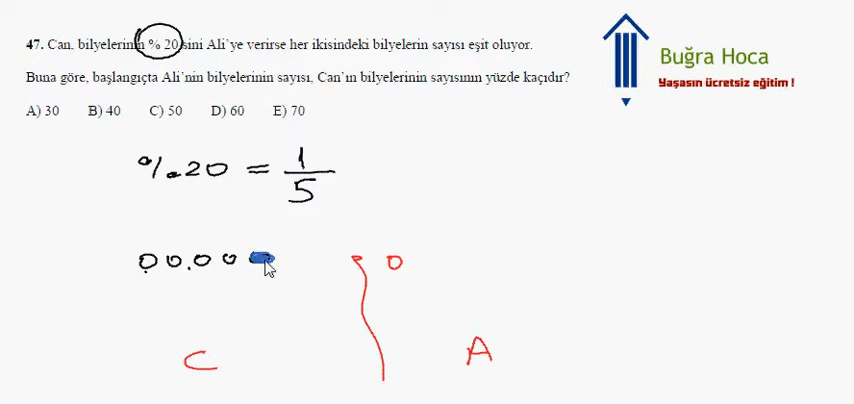 47. Can, bilyelerinin % 20 sini Ali'ye verirse her ikisindeki bilyelerin sayısı eşit oluyor.
Buna göre, başlangıçta Ali'nin bilyelerinin sayısı, Can'ın bilyelerinin sayısının yüzde kaçıdır?
A) 30 B) 40 C) 50 D) 60 E) 70
Buğra Hoca
Yaşasın ücretsiz eğitim !
%20 = 1/5
C A